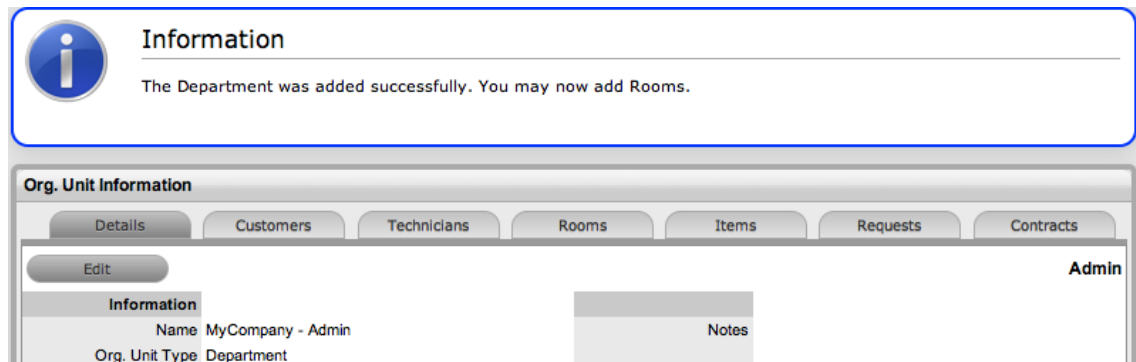 Information
The Department was added successfully. You may now add Rooms.
Org. Unit Information
Details Customers Technicians Rooms Items Requests Contracts
Edit Admin
Information
Name MyCompany - Admin Notes
Org. Unit Type Department